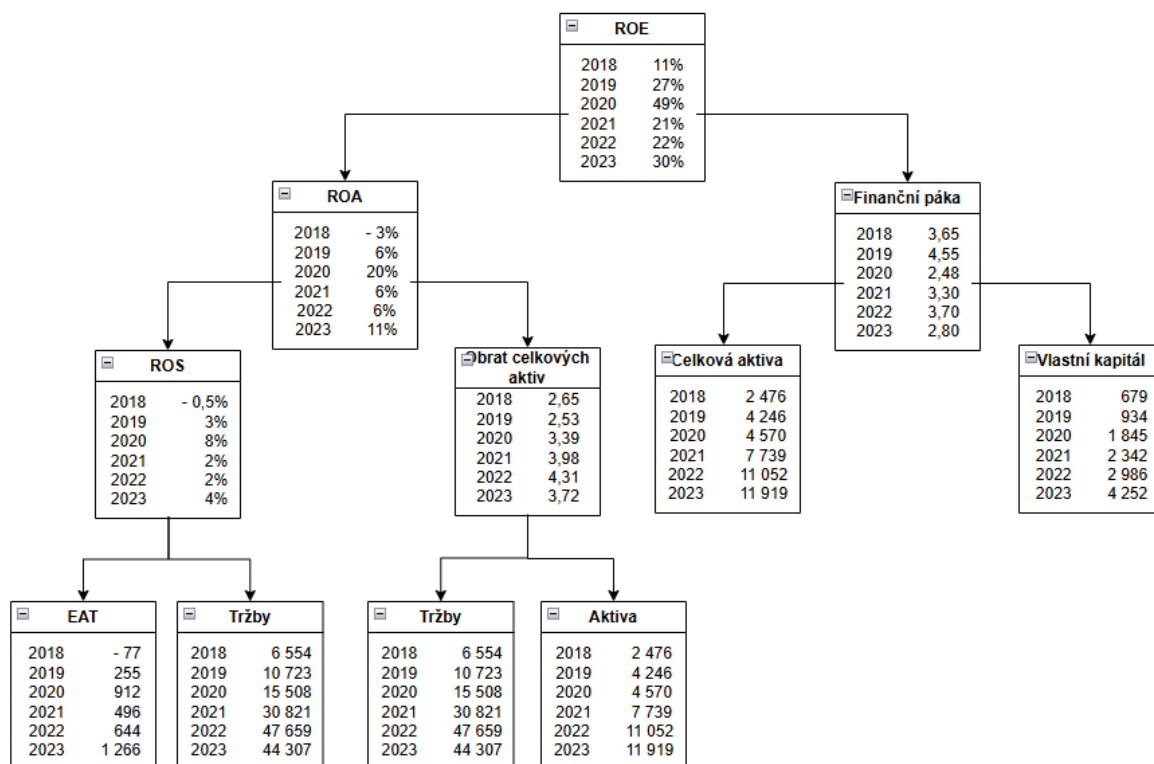 ROE
2018 11%
2019 27%
2020 49%
2021 21%
2022 22%
2023 30%
ROA
2018 - 3%
2019 6%
2020 20%
2021 6%
2022 6%
2023 11%
Finanční páka
2018 3,65
2019 4,55
2020 2,48
2021 3,30
2022 3,70
2023 2,80
ROS
2018 - 0,5%
2019 3%
2020 8%
2021 2%
2022 2%
2023 4%
Obrat celkových
aktiv
2018 2,65
2019 2,53
2020 3,39
2021 3,98
2022 4,31
2023 3,72
Celková aktiva
2018 2 476
2019 4 246
2020 4 570
2021 7 739
2022 11 052
2023 11 919
Vlastní kapitál
2018 679
2019 934
2020 1 845
2021 2 342
2022 2 986
2023 4 252
EAT
2018 - 77
2019 255
2020 912
2021 496
2022 644
2023 1 266
Tržby
2018 6 554
2019 10 723
2020 15 508
2021 30 821
2022 47 659
2023 44 307
Tržby
2018 6 554
2019 10 723
2020 15 508
2021 30 821
2022 47 659
2023 44 307
Aktiva
2018 2 476
2019 4 246
2020 4 570
2021 7 739
2022 11 052
2023 11 919